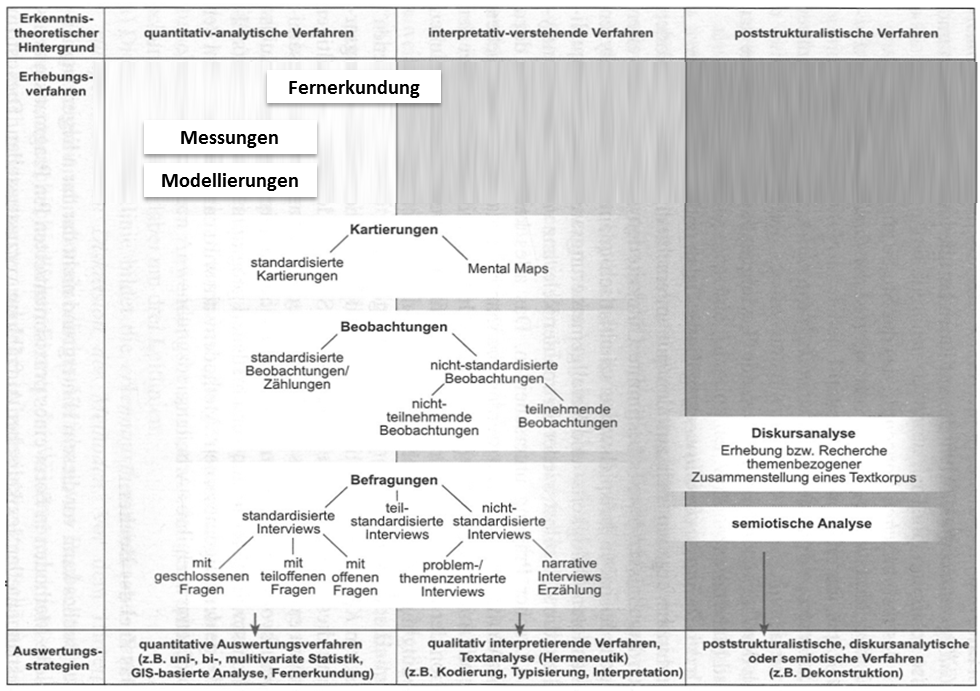 Erkenntnis-
theoretischer
Hintergrund
quantitativ-analytische Verfahren
interpretativ-verstehende Verfahren
poststrukturalistische Verfahren
Erhebungs-
verfahren
Fernerkundung
Messungen
Modellierungen
Kartierungen
standardisierte
Kartierungen
Mental Maps
Beobachtungen
standardisierte
Beobachtungen/
Zählungen
nicht-standardisierte
Beobachtungen
nicht-
teilnehmende
Beobachtungen
teilnehmende
Beobachtungen
Diskursanalyse
Erhebung bzw. Recherche
themenbezogener
Zusammenstellung eines Textkorpus
Befragungen
standardisierte
Interviews
teil-
standardisierte
Interviews
nicht-
standardisierte
Interviews
semiotische Analyse
mit
geschlossenen
Fragen
mit
teiloffenen
Fragen
mit
offenen
Fragen
problem-/
themenzentrierte
Interviews
narrative
Interviews
Erzählung
Auswertungs-
strategien
quantitative Auswertungsverfahren
(z.B. uni-, bi-, mulitivariate Statistik,
GIS-basierte Analyse, Fernerkundung)
qualitativ interpretierende Verfahren,
Textanalyse (Hermeneutik)
(z.B. Kodierung, Typisierung, Interpretation)
poststrukturalistische, diskursanalytische
oder semiotische Verfahren
(z.B. Dekonstruktion)